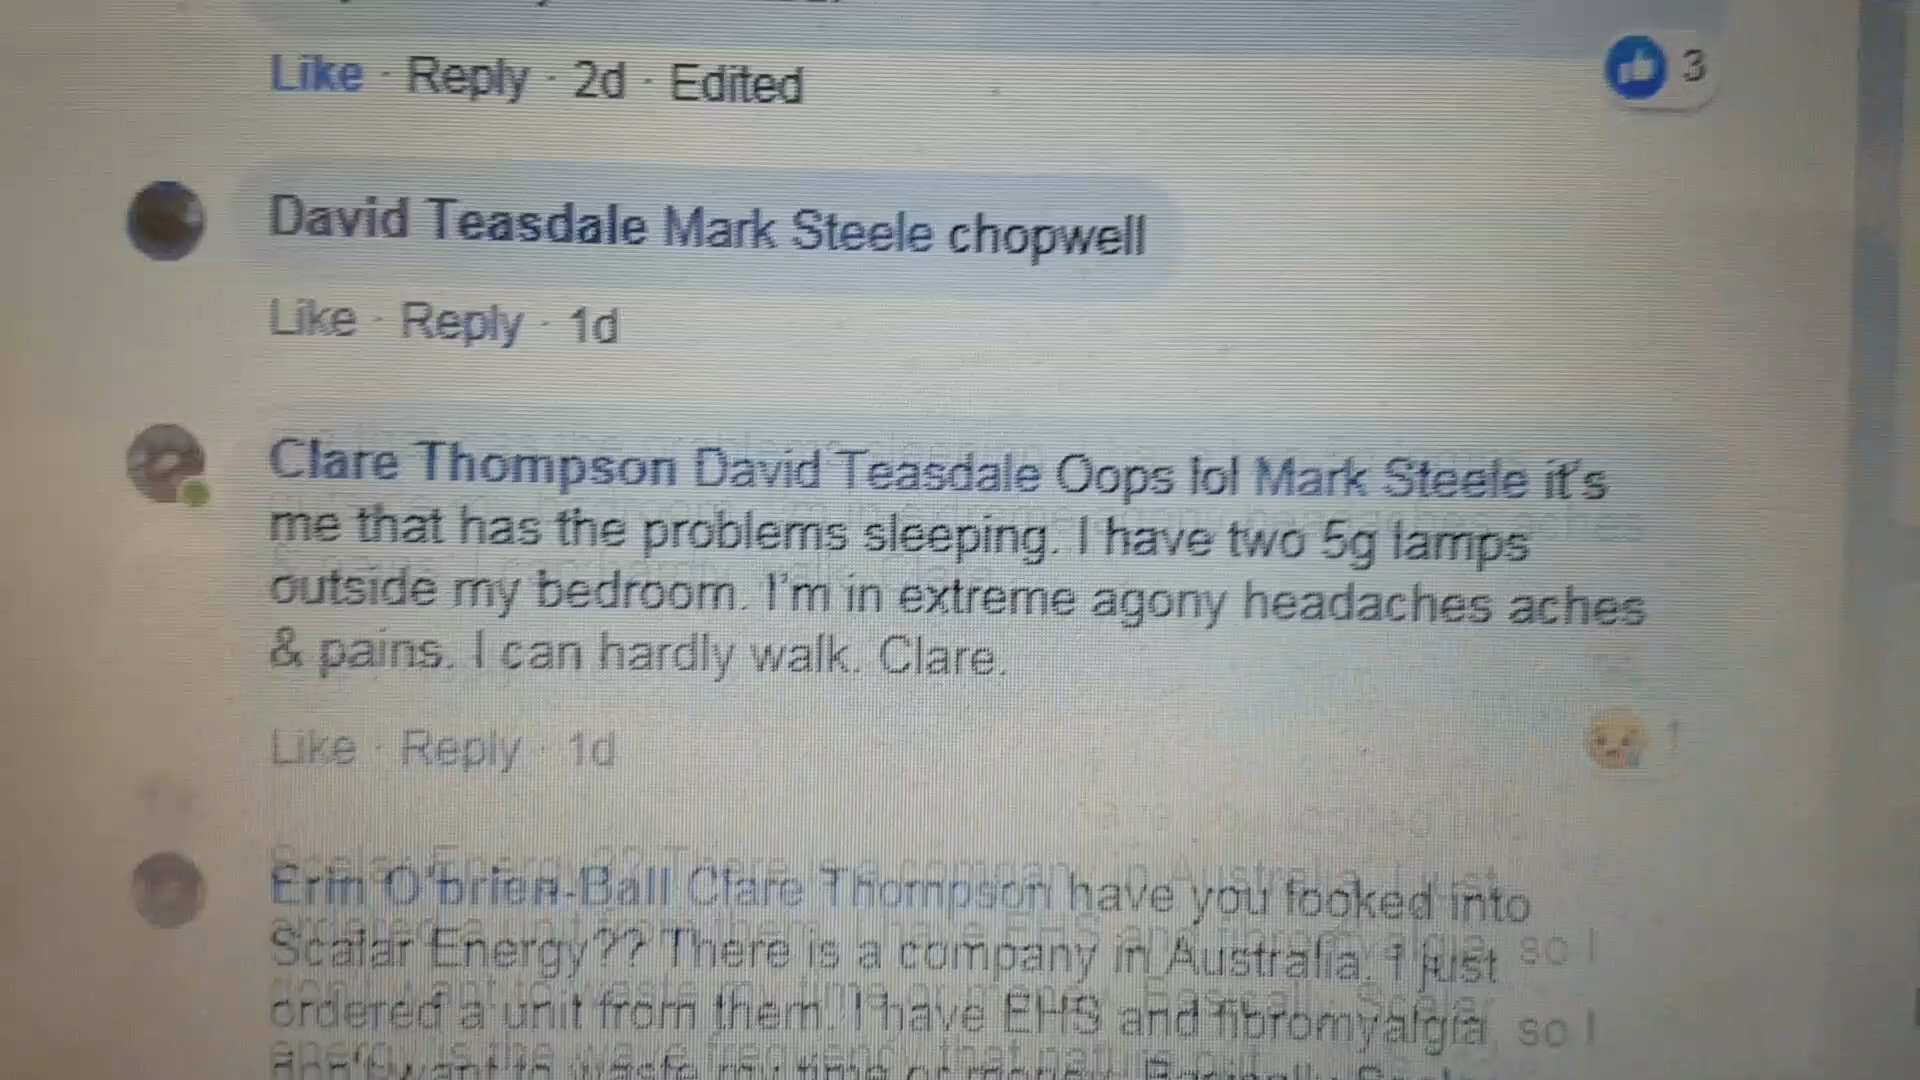 Like · Reply · 2d · Edited
3
David Teasdale Mark Steele chopwell
Like · Reply · 1d
Clare Thompson David Teasdale Oops lol Mark Steele it's
me that has the problems sleeping. I have two 5g lamps
outside my bedroom. I'm in extreme agony headaches aches
& pains. I can hardly walk. Clare.
Like · Reply · 1d
1
Erin O'brien-Ball Clare Thompson have you looked into
Scalar Energy?? There is a company in Australia. I just
ordered a unit from them. I have EHS and fibromyalgia, so I